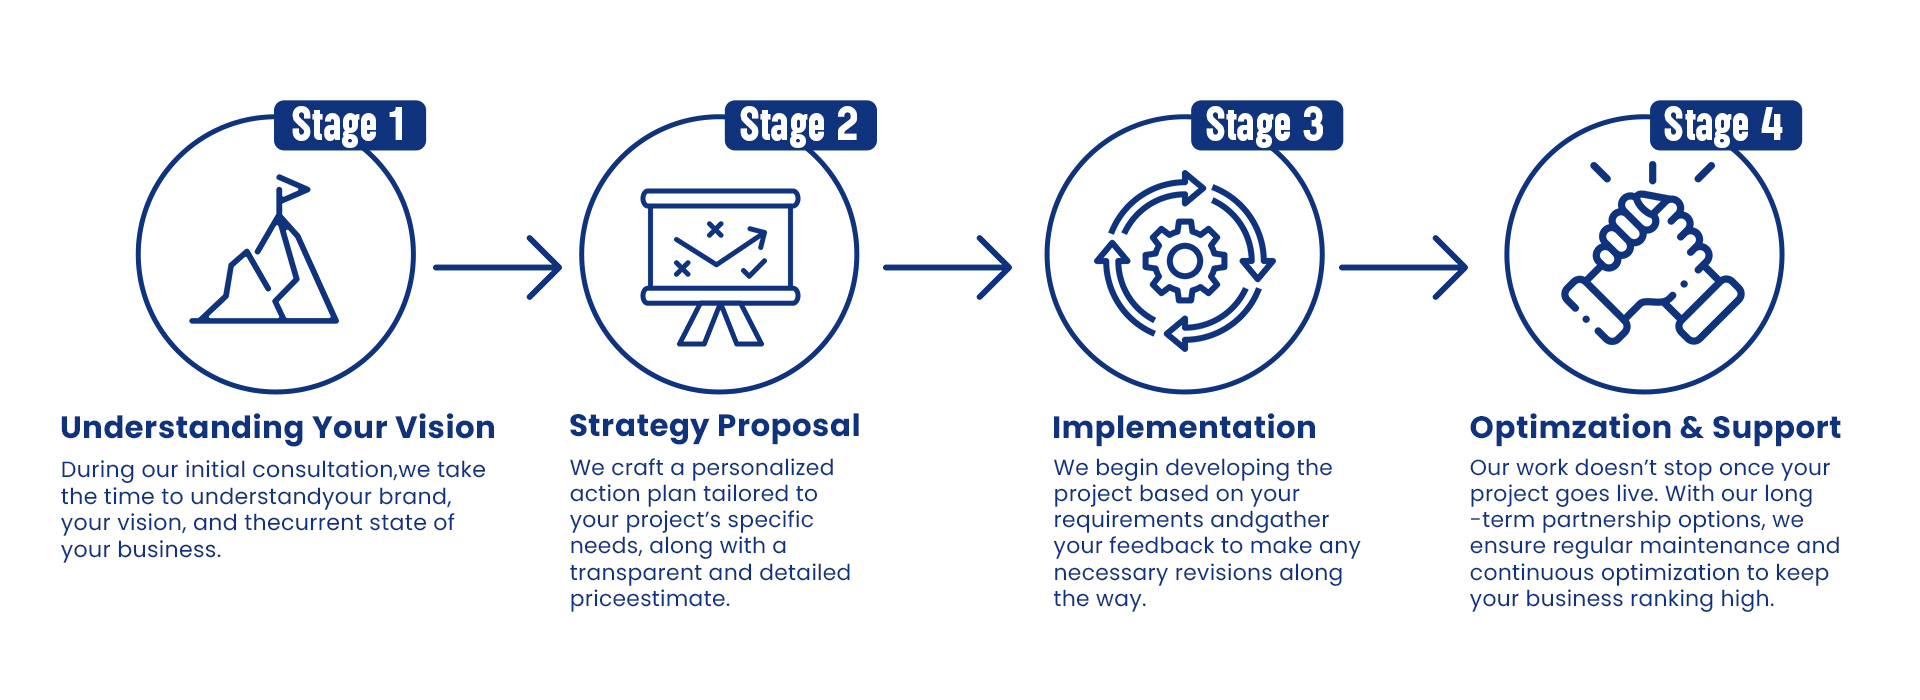 Stage 1
Understanding Your Vision
During our initial consultation,we take
the time to understandyour brand,
your vision, and thecurrent state of
your business.
Stage 2
Strategy Proposal
We craft a personalized
action plan tailored to
your project’s specific
needs, along with a
transparent and detailed
priceestimate.
Stage 3
Implementation
We begin developing the
project based on your
requirements andgather
your feedback to make any
necessary revisions along
the way.
Stage 4
Optimzation & Support
Our work doesn’t stop once your
project goes live. With our long
-term partnership options, we
ensure regular maintenance and
continuous optimization to keep
your business ranking high.